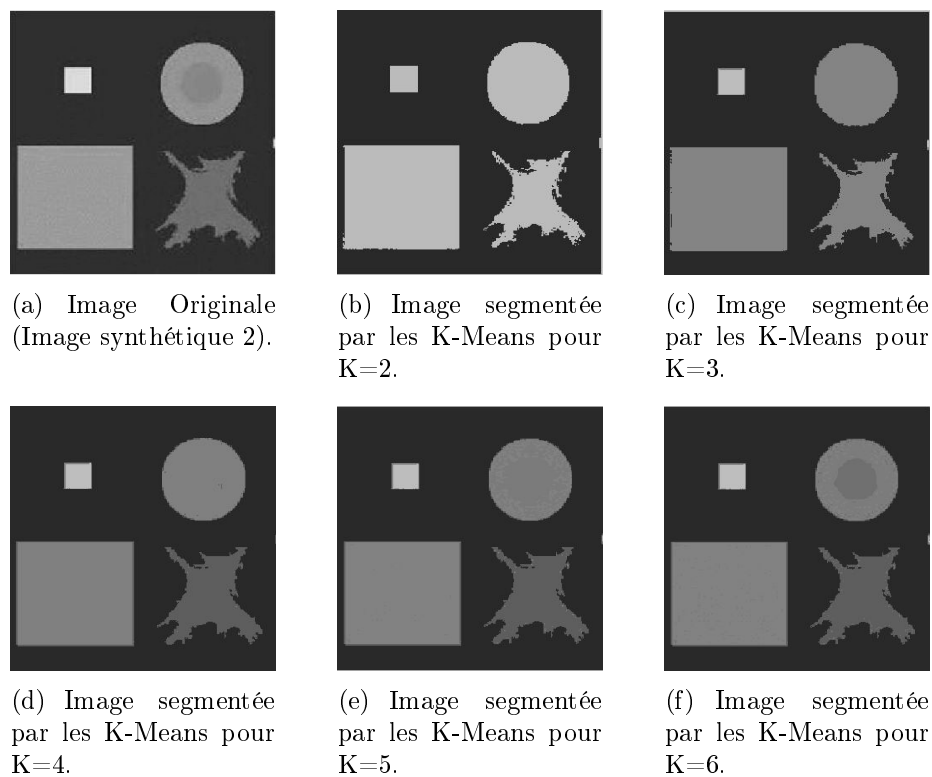 (a) Image Originale
(Image synthétique 2).
(b) Image segmentée
par les K-Means pour
K=2.
(c) Image segmentée
par les K-Means pour
K=3.
(d) Image segmentée
par les K-Means pour
K=4.
(e) Image segmentée
par les K-Means pour
K=5.
(f) Image segmentée
par les K-Means pour
K=6.